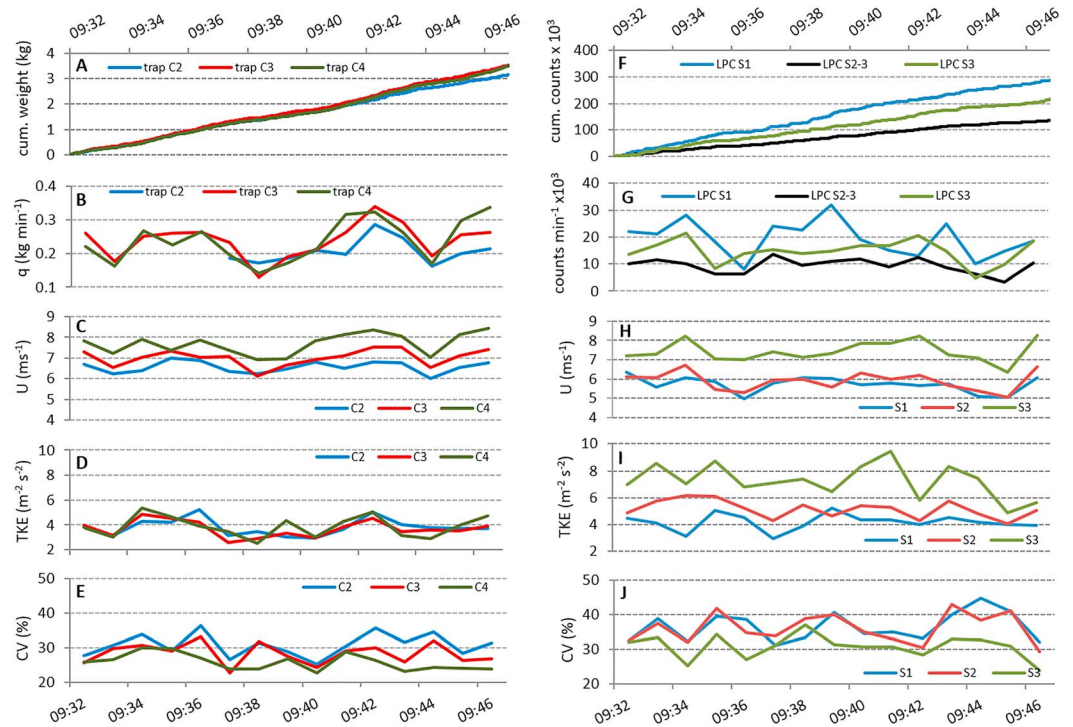 09:32 09:34 09:36 09:38 09:40 09:42 09:44 09:46
cum. weight (kg)
4
3
2
1
0
A
trap C2 trap C3 trap C4
q (kg min-1)
0.4
0.3
0.2
0.1
B
trap C2 trap C3 trap C4
U (ms-1)
9
8
7
6
5
4
C
C2 C3 C4
TKE (m-2 s-2)
10
8
6
4
2
D
C2 C3 C4
CV (%)
50
40
30
20
E
C2 C3 C4
09:32 09:34 09:36 09:38 09:40 09:42 09:44 09:46
09:32 09:34 09:36 09:38 09:40 09:42 09:44 09:46
cum. counts x 10³
400
300
200
100
0
F
LPC S1 LPC S2-3 LPC S3
counts min-1 x10³
40
30
20
10
0
G
LPC S1 LPC S2-3 LPC S3
U (ms-1)
9
8
7
6
5
4
H
S1 S2 S3
TKE (m-2 s-2)
10
8
6
4
2
I
S1 S2 S3
CV (%)
50
40
30
20
J
S1 S2 S3
09:32 09:34 09:36 09:38 09:40 09:42 09:44 09:46